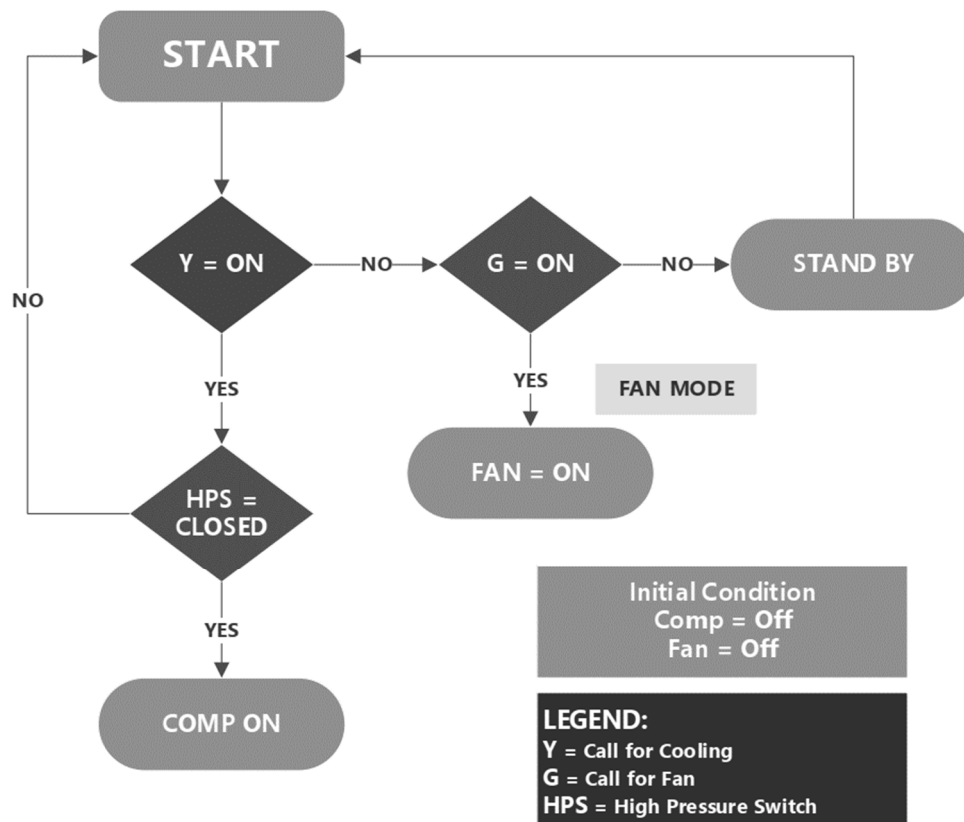 START
Y = ON
NO
G = ON
NO
STAND BY
NO
YES
YES
FAN MODE
FAN = ON
HPS =
CLOSED
YES
COMP ON
Initial Condition
Comp = Off
Fan = Off
LEGEND:
Y = Call for Cooling
G = Call for Fan
HPS = High Pressure Switch